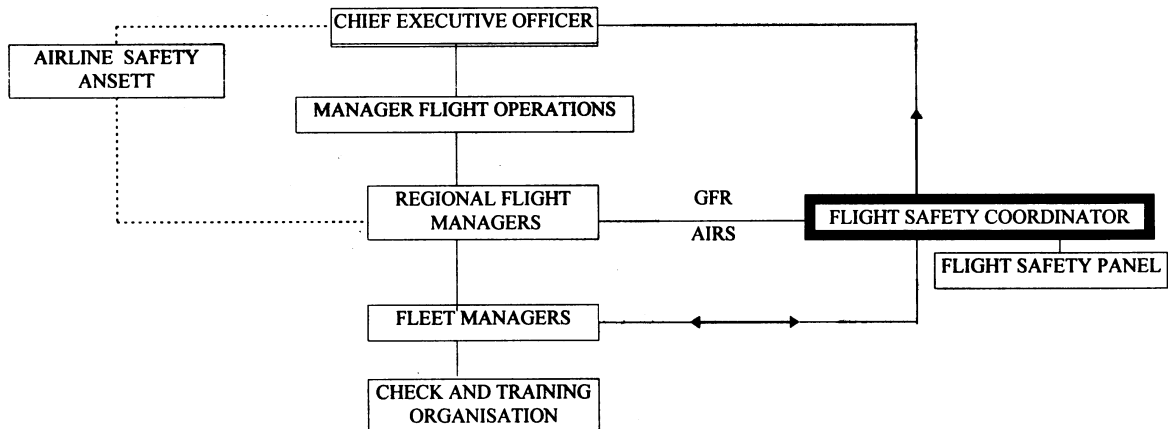 CHIEF EXECUTIVE OFFICER
AIRLINE SAFETY
ANSETT
MANAGER FLIGHT OPERATIONS
REGIONAL FLIGHT
MANAGERS
GFR
AIRS
FLIGHT SAFETY COORDINATOR
FLIGHT SAFETY PANEL
FLEET MANAGERS
CHECK AND TRAINING
ORGANISATION